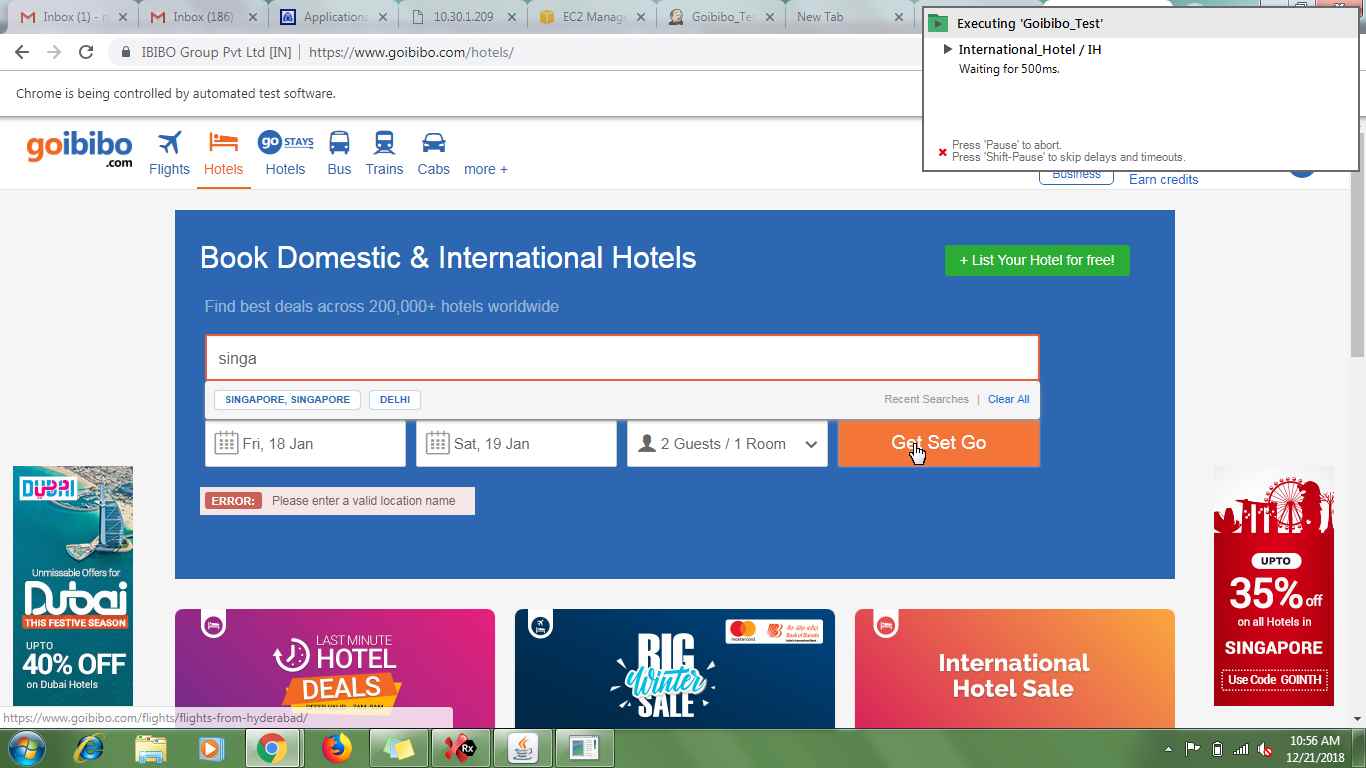 Inbox (1) - r
Inbox (186)
Applications
10.30.1.209
EC2 Manage
Goibibo_Te
New Tab
Executing 'Goibibo_Test'
International_Hotel / IH
Waiting for 500ms.
Press 'Pause' to abort.
Press 'Shift-Pause' to skip delays and timeouts.
IBIBO Group Pvt Ltd [IN] | https://www.goibibo.com/hotels/
Chrome is being controlled by automated test software.
goibibo
.com
Flights
Hotels
go STAYS
Hotels
Bus
Trains
Cabs
more +
Business
Earn credits
Book Domestic & International Hotels
+ List Your Hotel for free!
Find best deals across 200,000+ hotels worldwide
singa
SINGAPORE, SINGAPORE
DELHI
Recent Searches | Clear All
Fri, 18 Jan
Sat, 19 Jan
2 Guests / 1 Room
Get Set Go
ERROR: Please enter a valid location name
DUBAI
Unmissable Offers for
Dubai
THIS FESTIVE SEASON
UPTO
40% OFF
on Dubai Hotels
UPTO
35% off
on all Hotels in
SINGAPORE
Use Code GOINTH
LAST MINUTE
HOTEL
DEALS
BIG
Winter
SALE
mastercard
Bank of Baroda
International
Hotel Sale
https://www.goibibo.com/flights/flights-from-hyderabad/
Rx
10:56 AM
12/21/2018